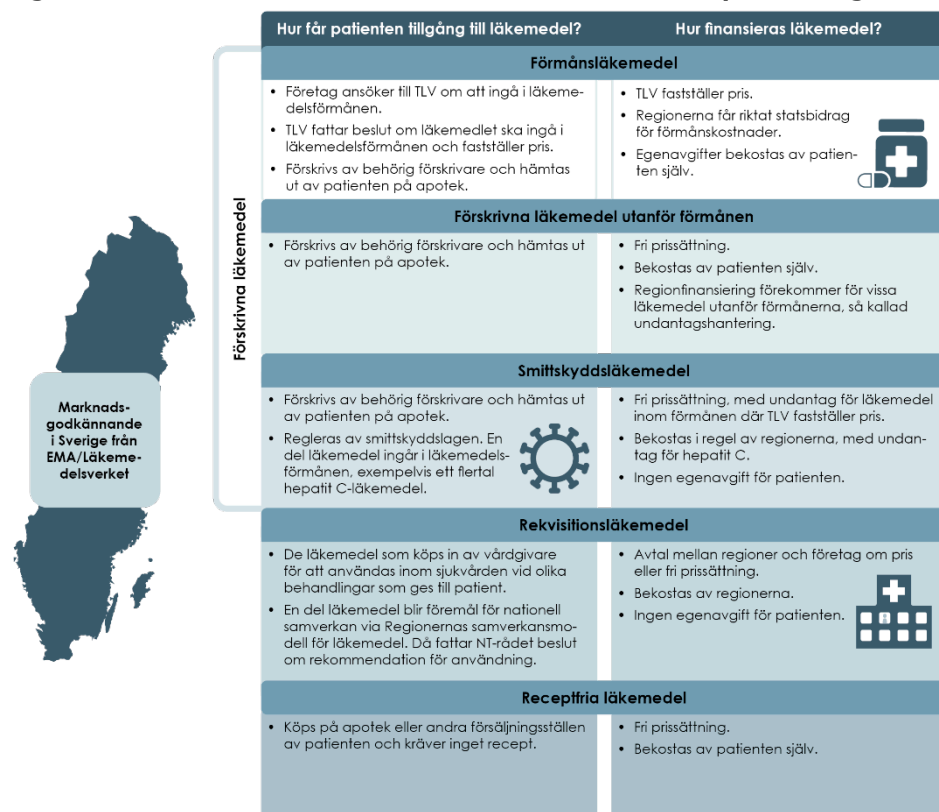 Hur får patienten tillgång till läkemedel?
Hur finansieras läkemedel?
Förskrivna läkemedel
Förmånsläkemedel
• Företag ansöker till TLV om att ingå i läkeme-
delsförmånen.
• TLV fattar beslut om läkemedlet ska ingå i
läkemedelsförmånen och fastställer pris.
• Förskrivs av behörig förskrivare och hämtas
ut av patienten på apotek.
• TLV fastställer pris.
• Regionerna får riktat statsbidrag
för förmånskostnader.
• Egenavgifter bekostas av patien-
ten själv.
Förskrivna läkemedel utanför förmånen
• Förskrivs av behörig förskrivare och hämtas ut
av patienten på apotek.
• Fri prissättning.
• Bekostas av patienten själv.
• Regionfinansiering förekommer för vissa
läkemedel utanför förmånerna, så kallad
undantagshantering.
Smittskyddsläkemedel
• Förskrivs av behörig förskrivare och hämtas ut
av patienten på apotek.
• Regleras av smittskyddslagen. En
del läkemedel ingår i läkemedels-
förmånen, exempelvis ett flertal
hepatit C-läkemedel.
• Fri prissättning, med undantag för läkemedel
inom förmånen där TLV fastställer pris.
• Bekostas i regel av regionerna, med undan-
tag för hepatit C.
• Ingen egenavgift för patienten.
Marknads-
godkännande
i Sverige från
EMA/Läkeme-
delsverket
Rekvisitionsläkemedel
• De läkemedel som köps in av vårdgivare
för att användas inom sjukvården vid olika
behandlingar som ges till patient.
• En del läkemedel blir föremål för nationell
samverkan via Regionernas samverkansmo-
dell för läkemedel. Då fattar NT-rådet beslut
om rekommendation för användning.
• Avtal mellan regioner och företag om pris
eller fri prissättning.
• Bekostas av regionerna.
• Ingen egenavgift för patienten.
Receptfria läkemedel
• Köps på apotek eller andra försäljningsställen
av patienten och kräver inget recept.
• Fri prissättning.
• Bekostas av patienten själv.